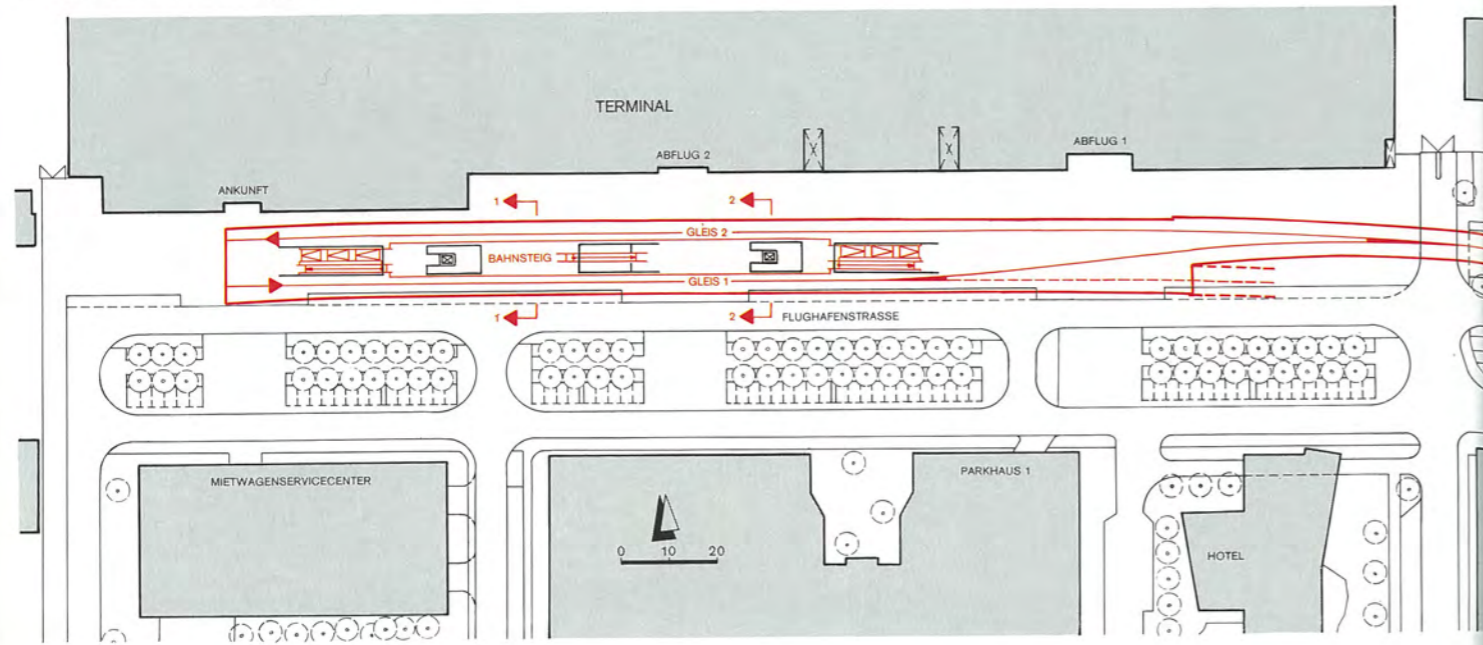 TERMINAL
ABFLUG 2
ABFLUG 1
ANKUNFT
1
2
GLEIS 2
BAHNSTEIG
GLEIS 1
1
2
FLUGHAFENSTRASSE
MIETWAGENSERVICECENTER
PARKHAUS 1
0 10 20
HOTEL